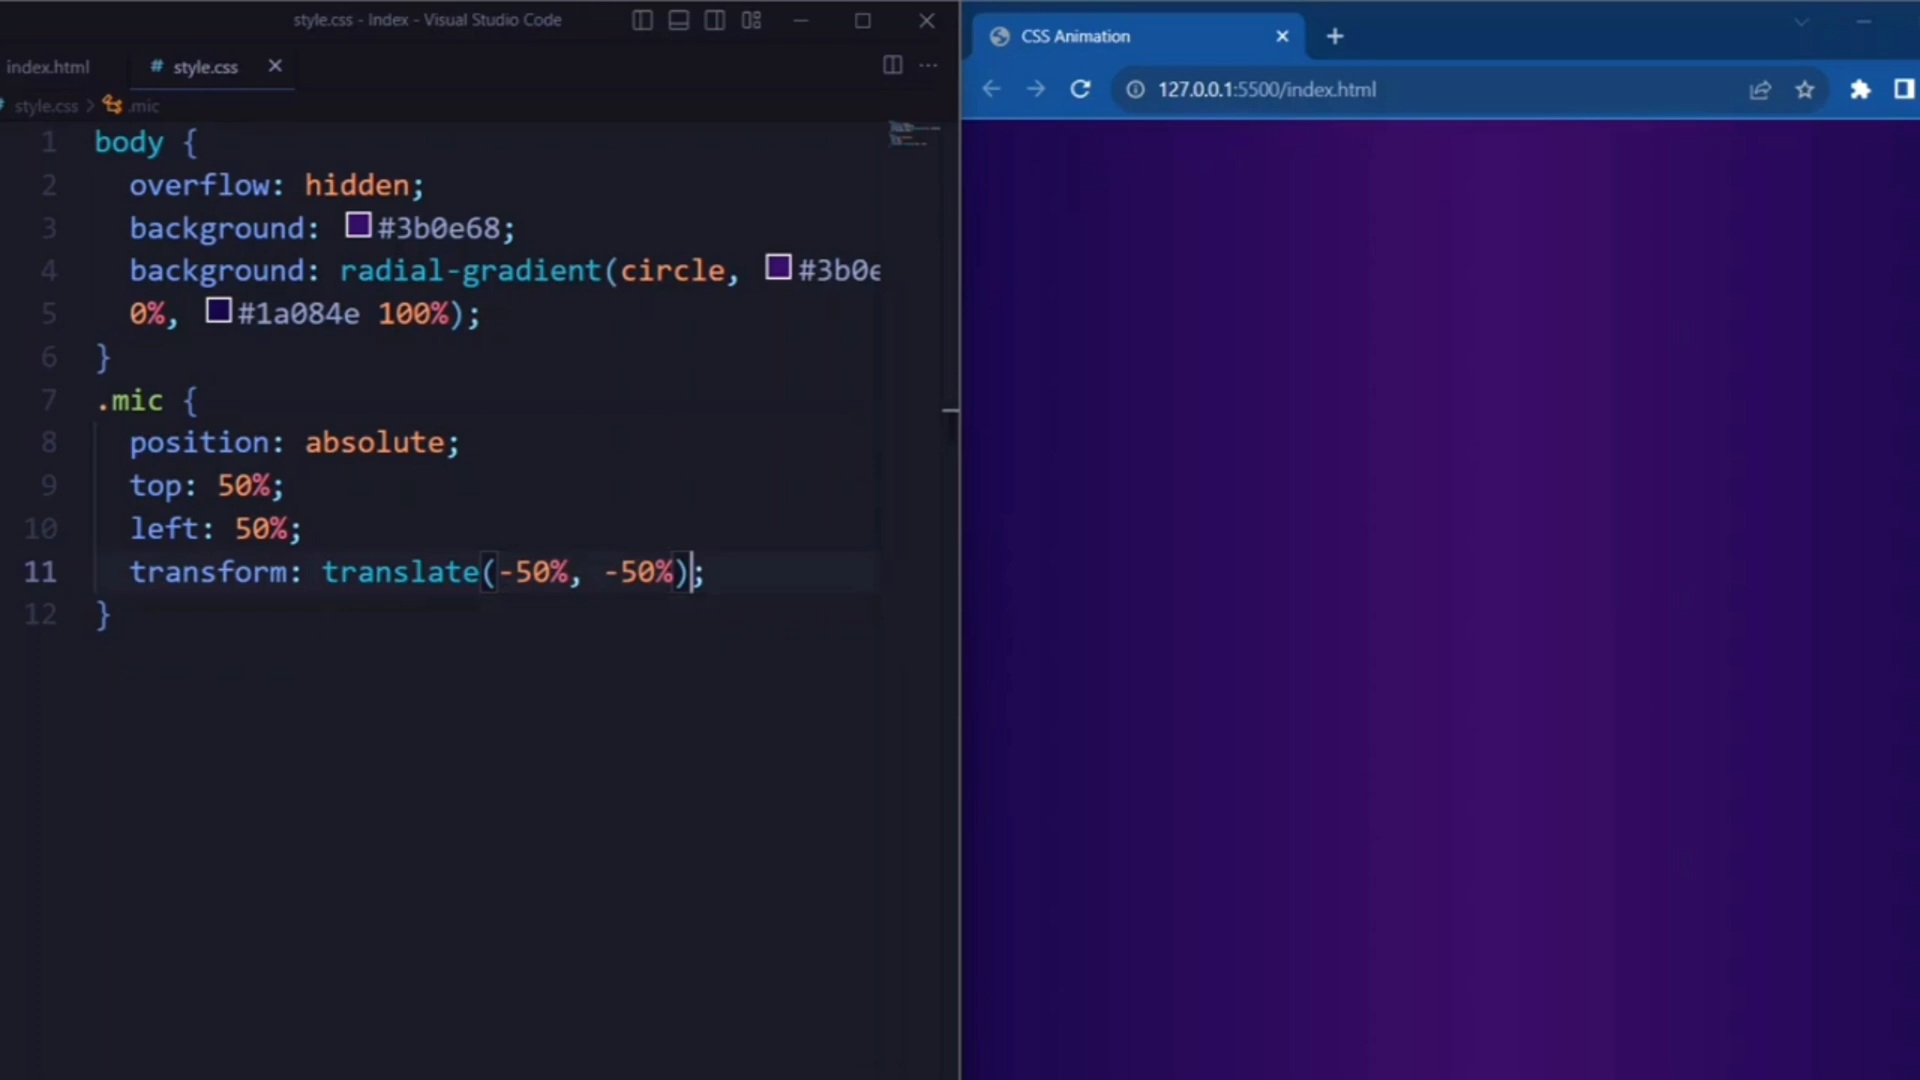 style.css - Index - Visual Studio Code
index.html
# style.css
style.css > .mic
1 body {
2 overflow: hidden;
3 background: #3b0e68;
4 background: radial-gradient(circle, #3b0e
5 0%, #1a084e 100%);
6 }
7 .mic {
8 position: absolute;
9 top: 50%;
10 left: 50%;
11 transform: translate(-50%, -50%);
12 }
CSS Animation
127.0.0.1:5500/index.html